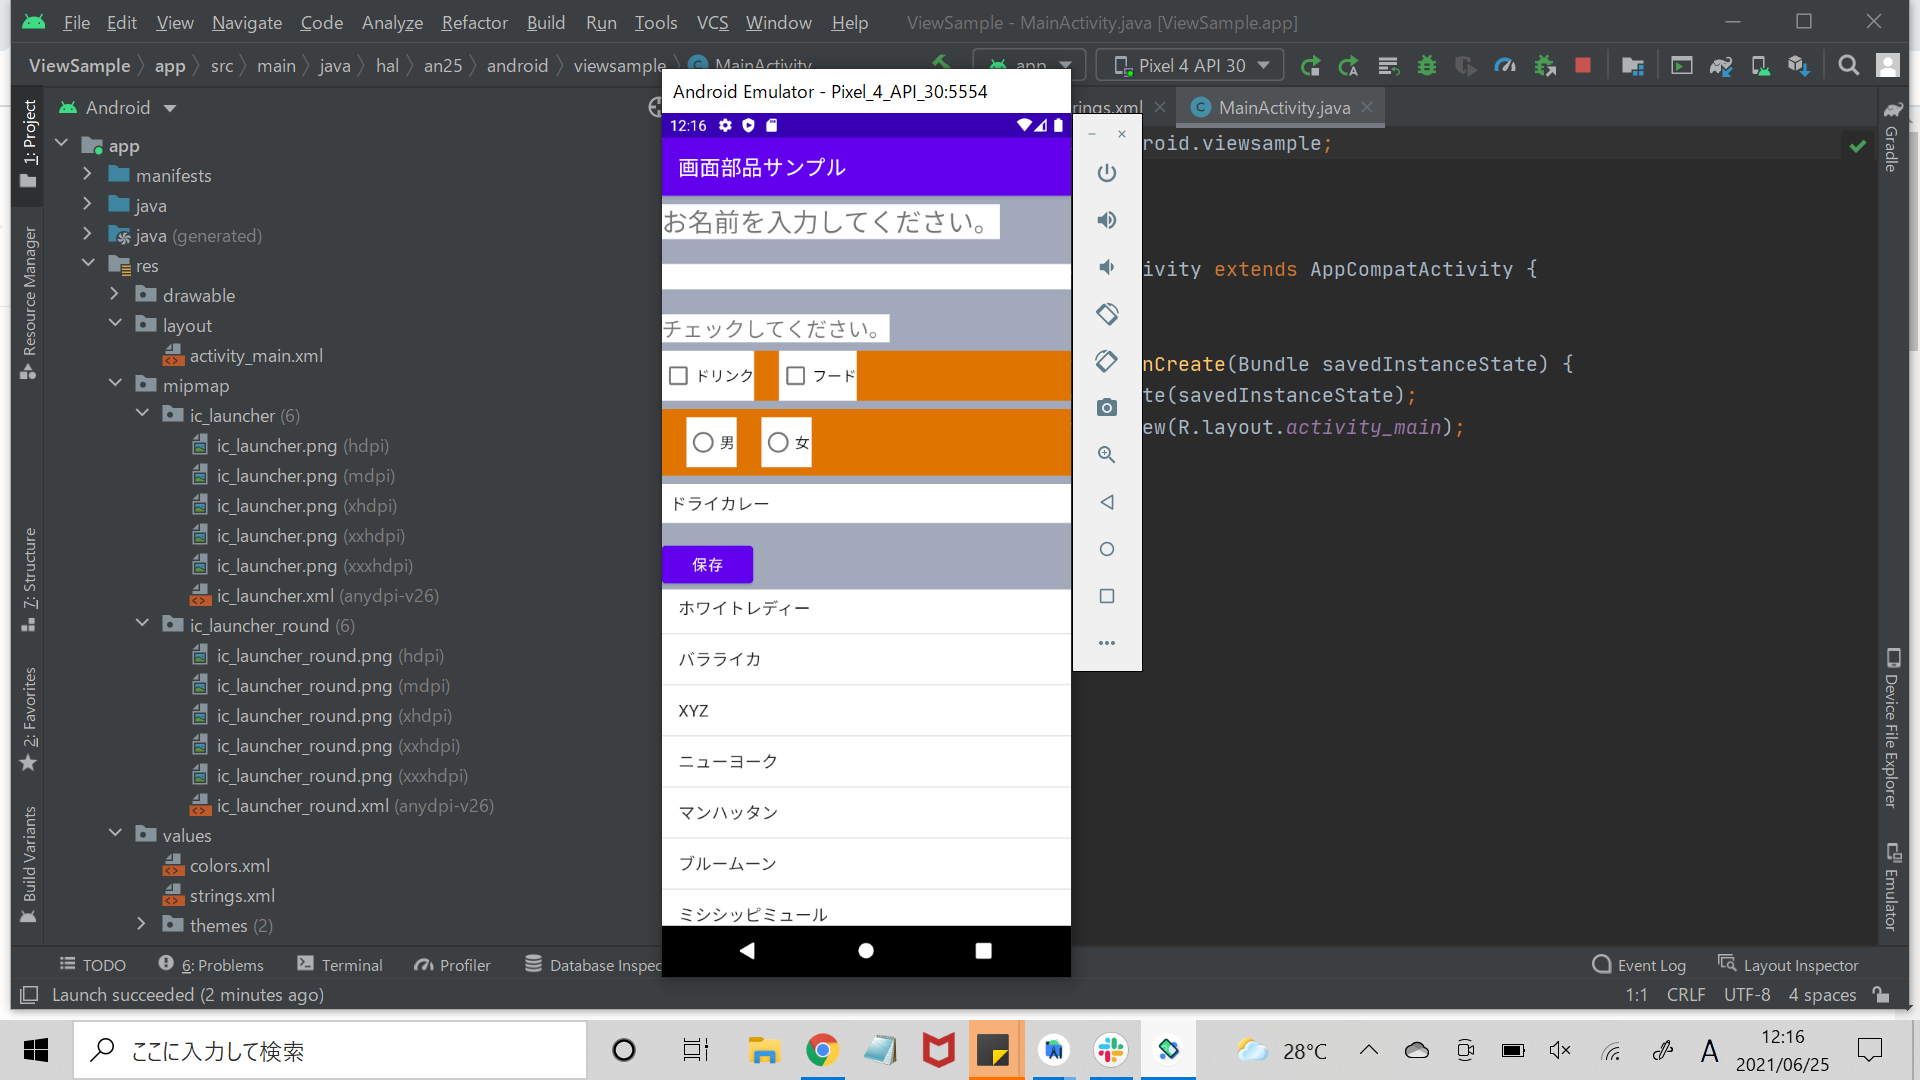 File Edit View Navigate Code Analyze Refactor Build Run Tools VCS Window Help ViewSample - MainActivity.java [ViewSample.app]
ViewSample app src main java hal an25 android viewsample MainActivity app Pixel 4 API 30
Android
1: Project
Resource Manager
7: Structure
2: Favorites
Build Variants
app
manifests
java
java (generated)
res
drawable
layout
activity_main.xml
mipmap
ic_launcher (6)
ic_launcher.png (hdpi)
ic_launcher.png (mdpi)
ic_launcher.png (xhdpi)
ic_launcher.png (xxhdpi)
ic_launcher.png (xxxhdpi)
ic_launcher.xml (anydpi-v26)
ic_launcher_round (6)
ic_launcher_round.png (hdpi)
ic_launcher_round.png (mdpi)
ic_launcher_round.png (xhdpi)
ic_launcher_round.png (xxhdpi)
ic_launcher_round.png (xxxhdpi)
ic_launcher_round.xml (anydpi-v26)
values
colors.xml
strings.xml
themes (2)
Android Emulator - Pixel_4_API_30:5554
12:16
画面部品サンプル
お名前を入力してください。
チェックしてください。
ドリンク フード
男 女
ドライカレー
保存
ホワイトレディー
バラライカ
XYZ
ニューヨーク
マンハッタン
ブルームーン
ミシシッピミュール
rings.xml MainActivity.java
roid.viewsample;
ivity extends AppCompatActivity {
nCreate(Bundle savedInstanceState) {
te(savedInstanceState);
ew(R.layout.activity_main);
Gradle
Device File Explorer
Emulator
TODO 6: Problems Terminal Profiler Database Inspec Event Log Layout Inspector
Launch succeeded (2 minutes ago) 1:1 CRLF UTF-8 4 spaces
ここに入力して検索 28°C A 12:16
2021/06/25